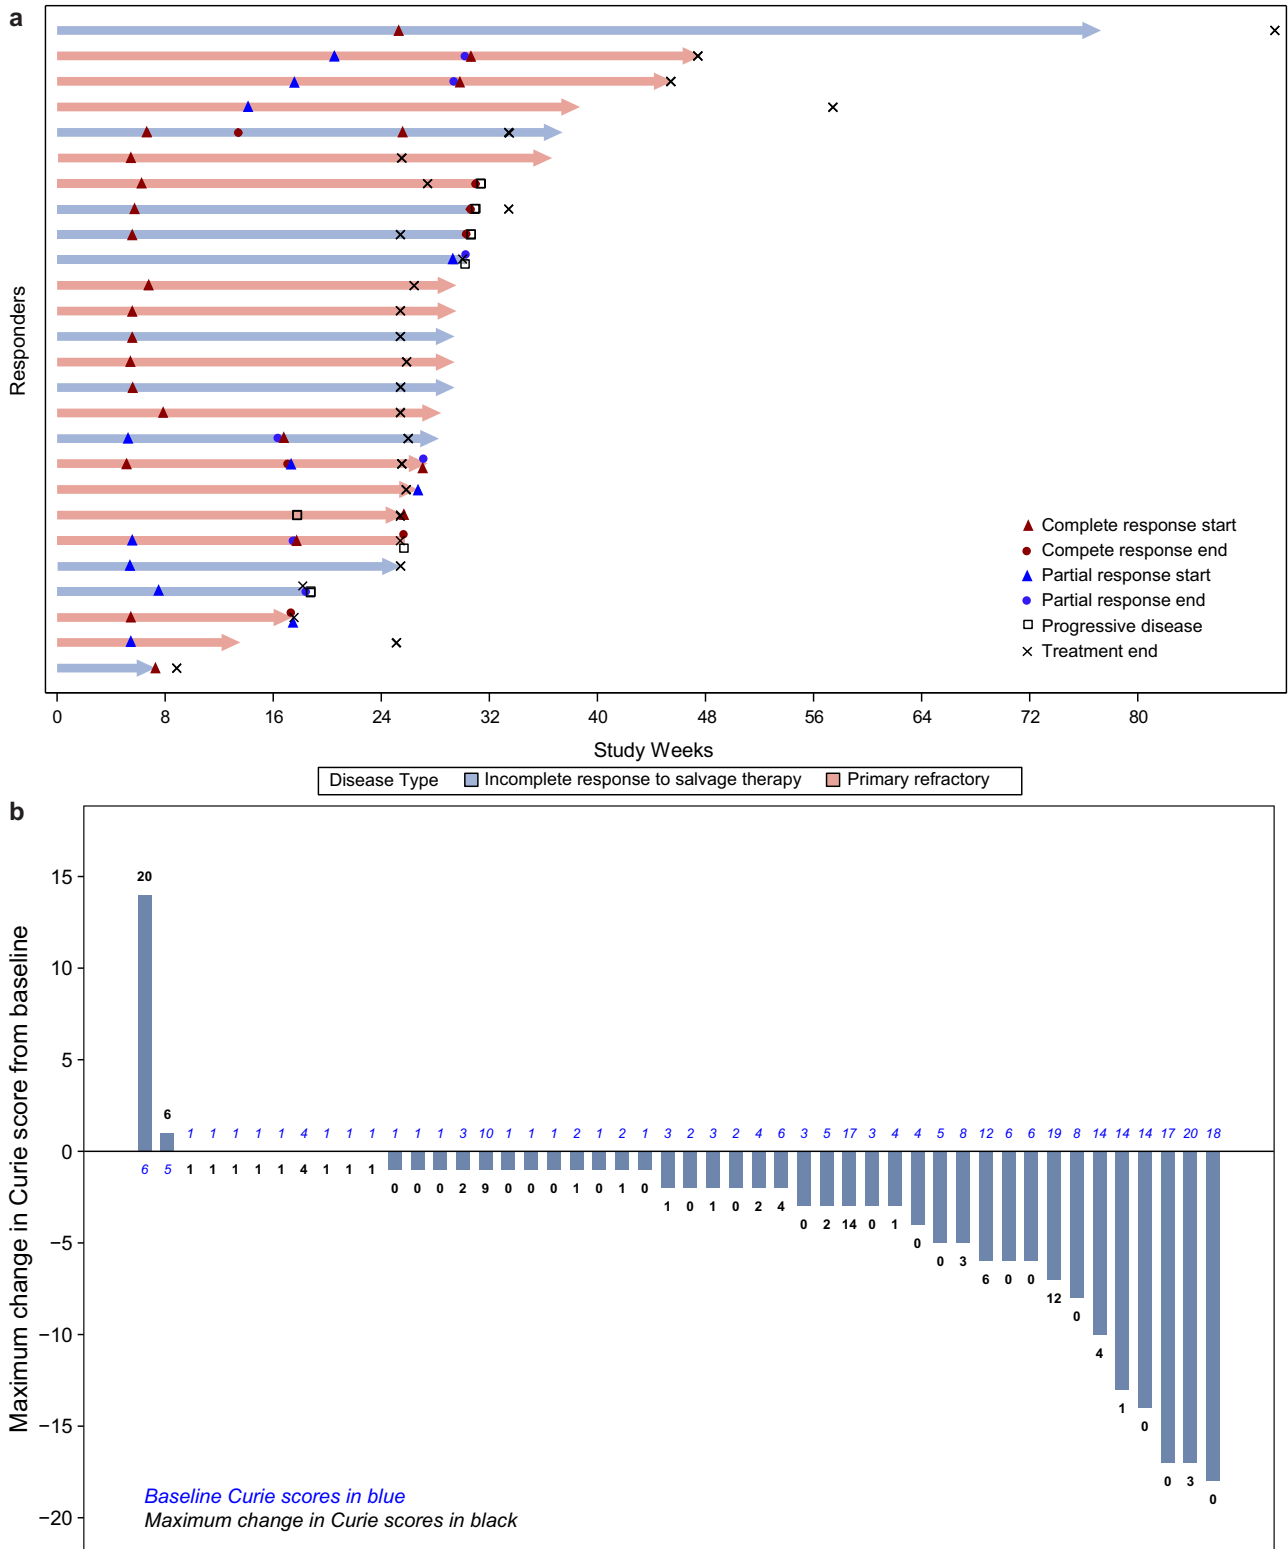 a
Responders
Complete response start
Compete response end
Partial response start
Partial response end
Progressive disease
Treatment end
0 8 16 24 32 40 48 56 64 72 80
Study Weeks
Disease Type Incomplete response to salvage therapy Primary refractory
b
Maximum change in Curie score from baseline
15
10
5
0
−5
−10
−15
−20
20
6
1 1 1 1 1 4 1 1 1 1 1 1 3 10 1 1 1 2 1 2 1 3 2 3 2 4 6 3 5 17 3 4 4 5 8 12 6 6 19 8 14 14 14 17 20 18
6 5 1 1 1 1 1 4 1 1 1 0 0 0 2 9 0 0 0 1 0 1 0 1 0 1 0 2 4 0 2 14 0 1 0 0 3 6 0 0 12 0 4 1 0 0 3 0
Baseline Curie scores in blue
Maximum change in Curie scores in black